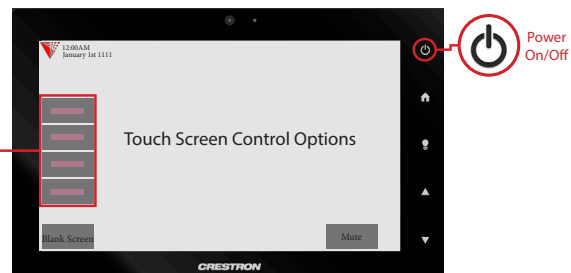 12:00AM
January 1st 1111
Power
On/Off
Touch Screen Control Options
Blank Screen
Mute
CRESTRON